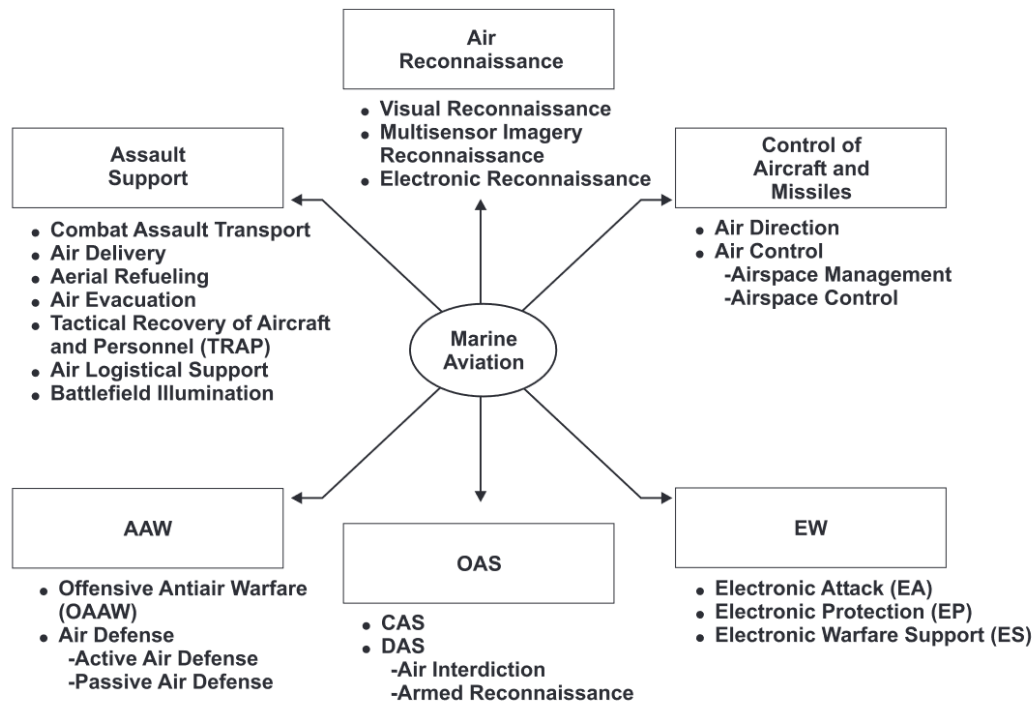 Air
Reconnaissance
• Visual Reconnaissance
• Multisensor Imagery
Reconnaissance
• Electronic Reconnaissance
Assault
Support
• Combat Assault Transport
• Air Delivery
• Aerial Refueling
• Air Evacuation
• Tactical Recovery of Aircraft
and Personnel (TRAP)
• Air Logistical Support
• Battlefield Illumination
Control of
Aircraft and
Missiles
• Air Direction
• Air Control
-Airspace Management
-Airspace Control
Marine
Aviation
AAW
• Offensive Antiair Warfare
(OAAW)
• Air Defense
-Active Air Defense
-Passive Air Defense
OAS
• CAS
• DAS
-Air Interdiction
-Armed Reconnaissance
EW
• Electronic Attack (EA)
• Electronic Protection (EP)
• Electronic Warfare Support (ES)